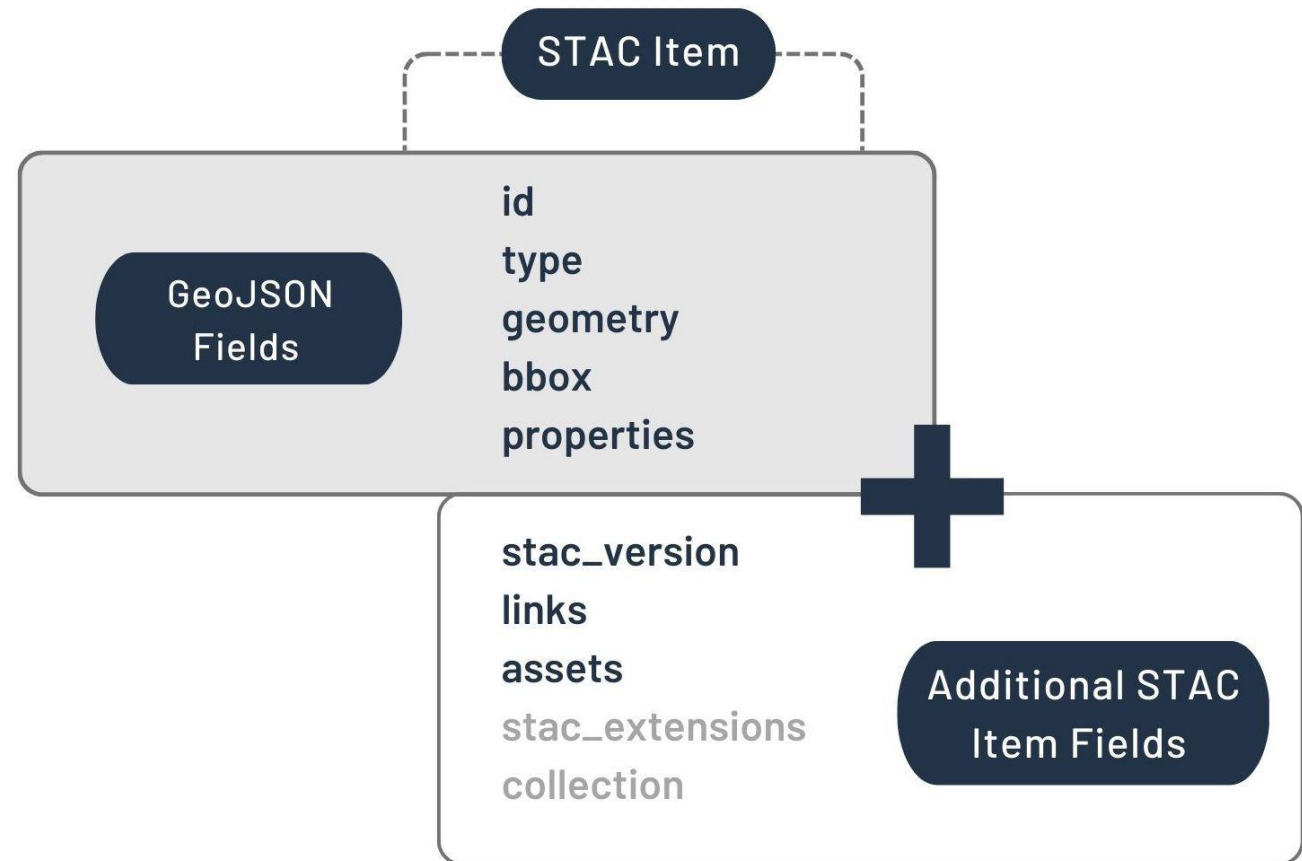 STAC Item
GeoJSON
Fields
id
type
geometry
bbox
properties
stac_version
links
assets
stac_extensions
collection
Additional STAC
Item Fields